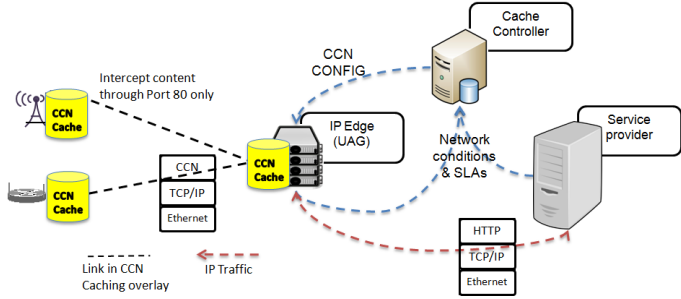 Cache
Controller
CCN
CONFIG
Intercept content
through Port 80 only
CCN
Cache
IP Edge
(UAG)
Service
provider
Network
conditions
& SLAs
CCN
Cache
CCN
TCP/IP
Ethernet
CCN
Cache
HTTP
TCP/IP
Ethernet
Link in CCN
Caching overlay
IP Traffic